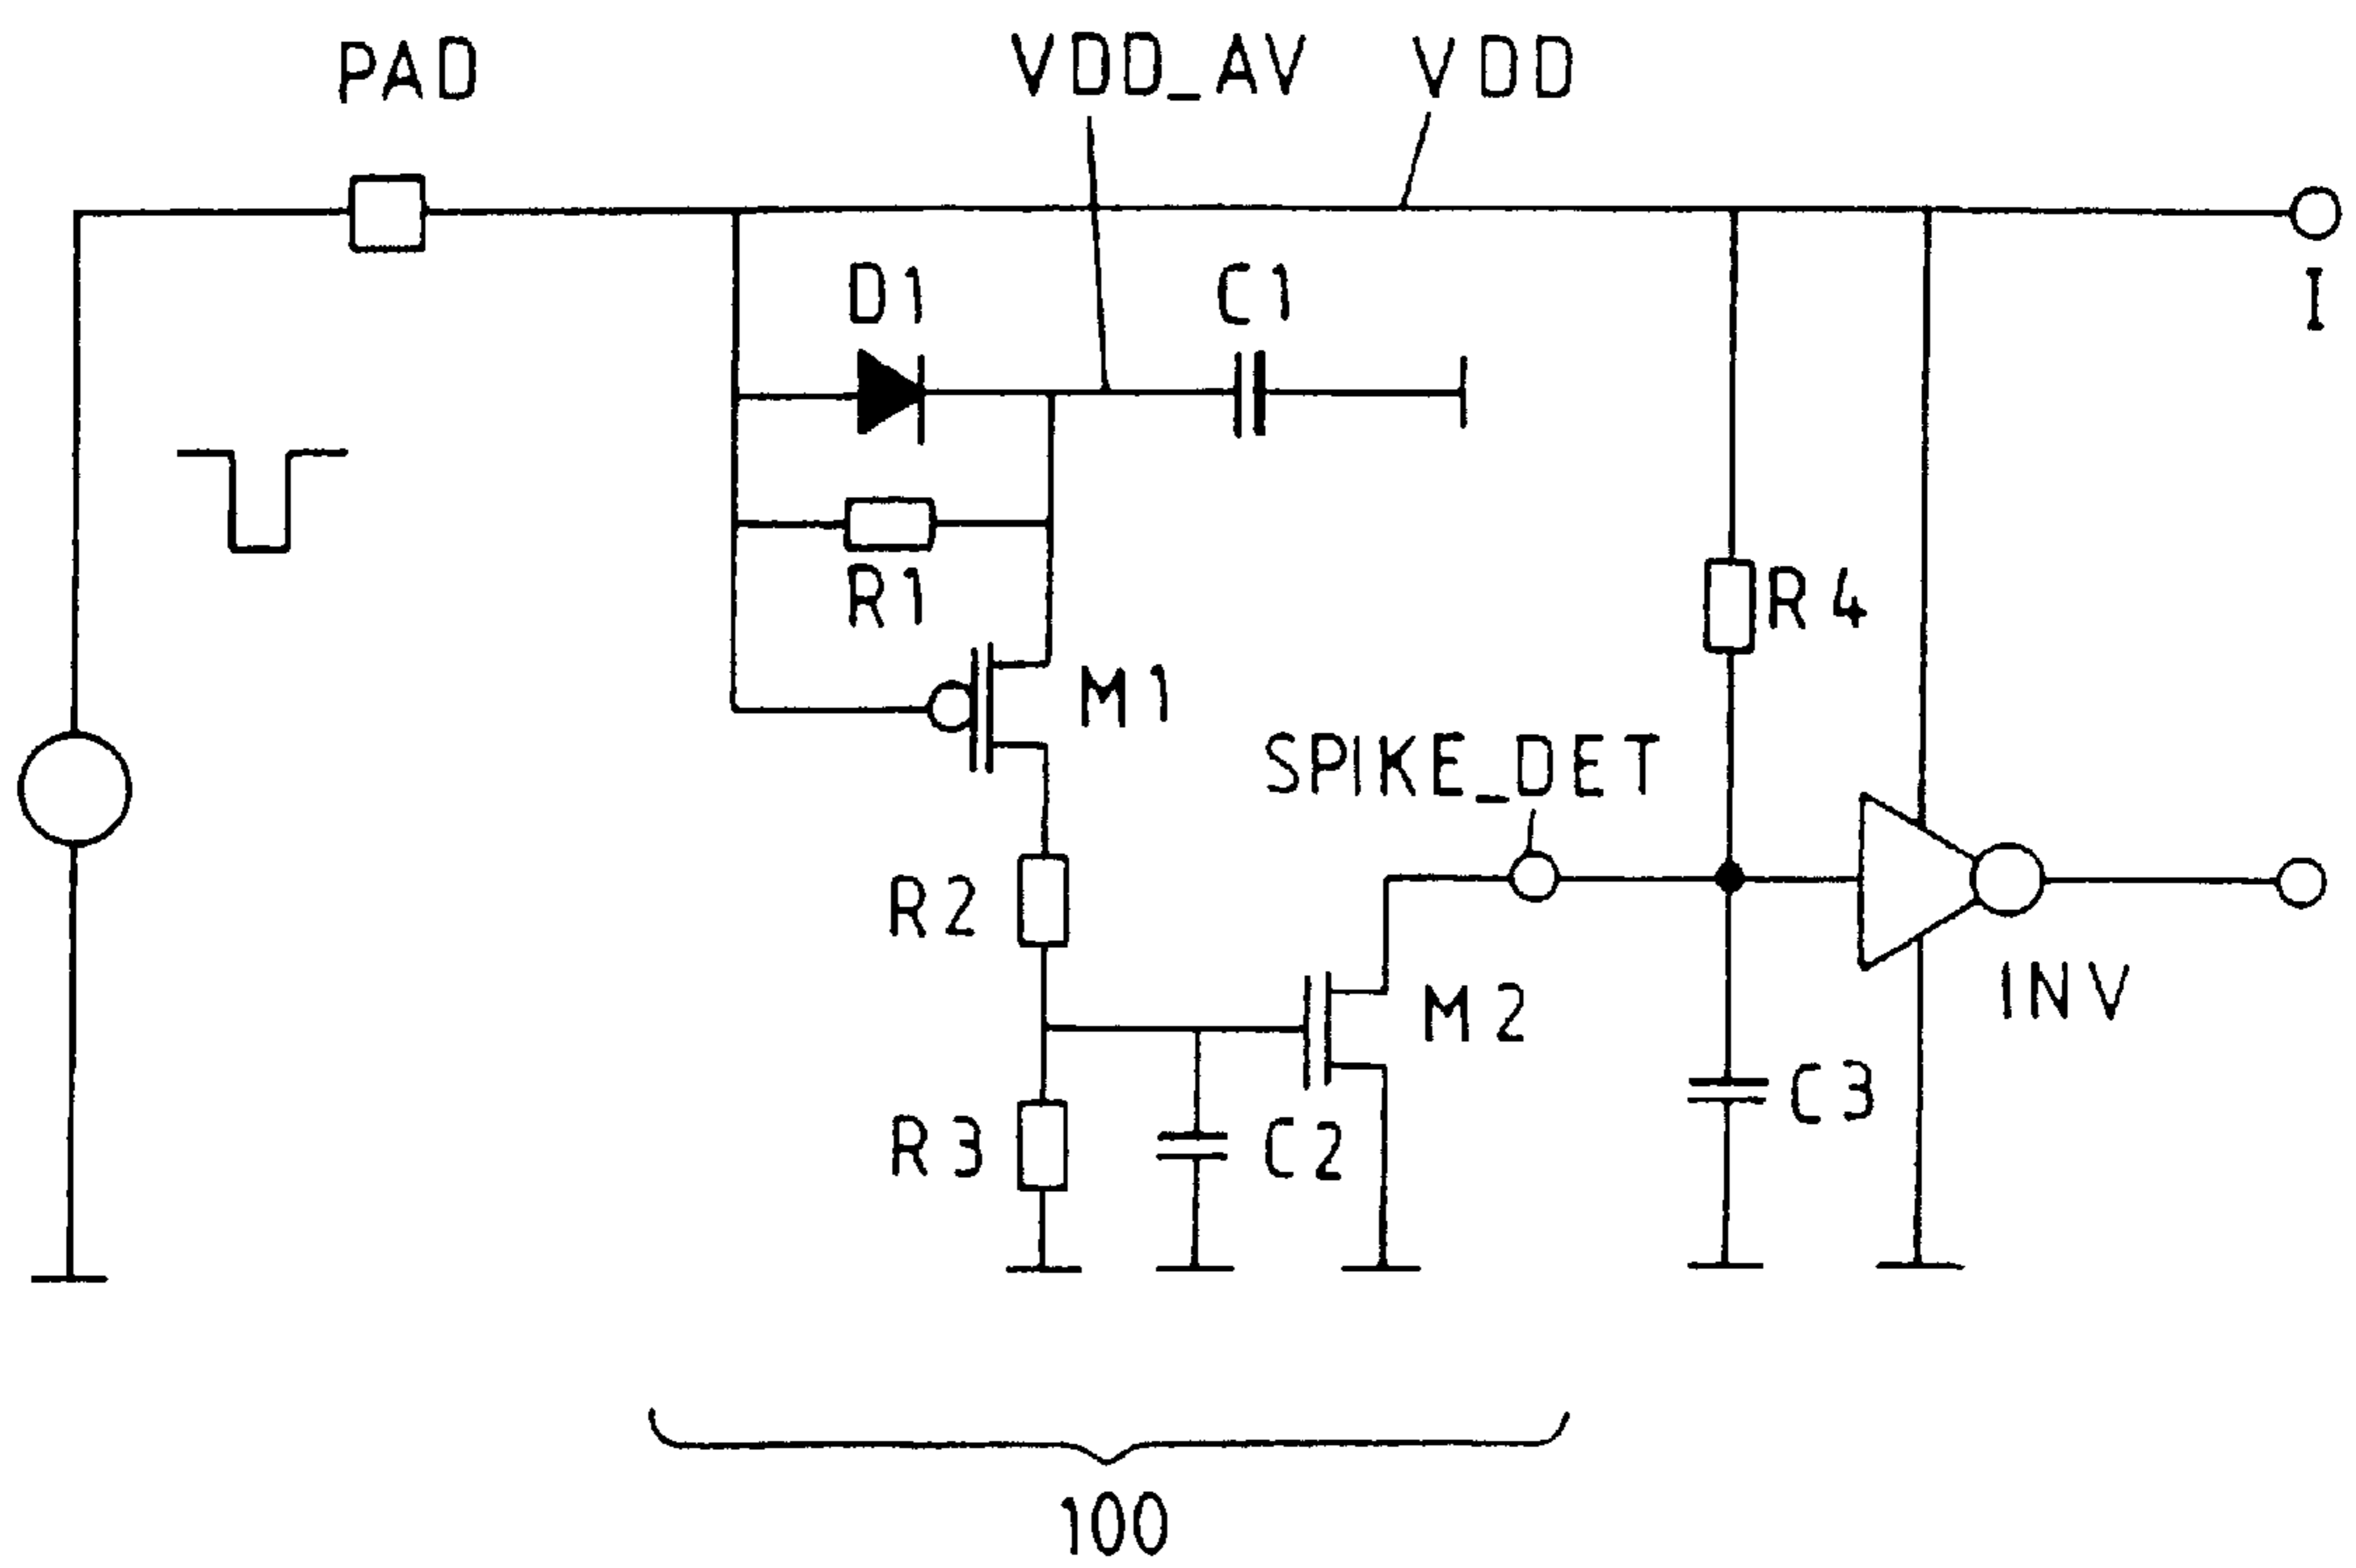 PAD
VDD_AV
VDD
D1
C1
I
R1
R4
M1
SPIKE_DET
R2
M2
INV
R3
C2
C3
100